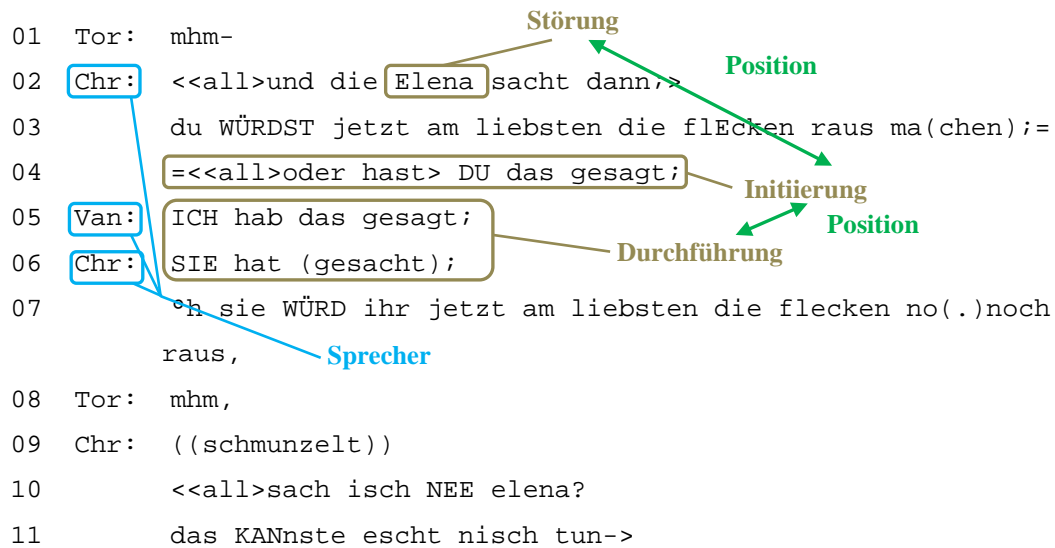 Störung
01 Tor: mhm-
Position
02 Chr: <<all>und die Elena sacht dann;>
03 du WÜRDST jetzt am liebsten die flEcken raus ma(chen);=
04 =<<all>oder hast> DU das gesagt;
Initiierung
05 Van: ICH hab das gesagt;
Position
Durchführung
06 Chr: SIE hat (gesacht);
07 °h sie WÜRD ihr jetzt am liebsten die flecken no(.)noch
raus,
Sprecher
08 Tor: mhm,
09 Chr: ((schmunzelt))
10 <<all>sach isch NEE elena?
11 das KANnste escht nisch tun->